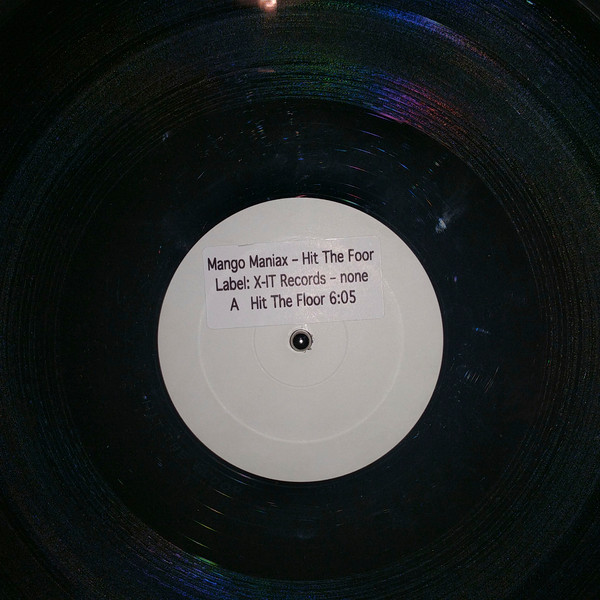 Mango Maniax – Hit The Foor
Label: X-IT Records – none
A Hit The Floor 6:05